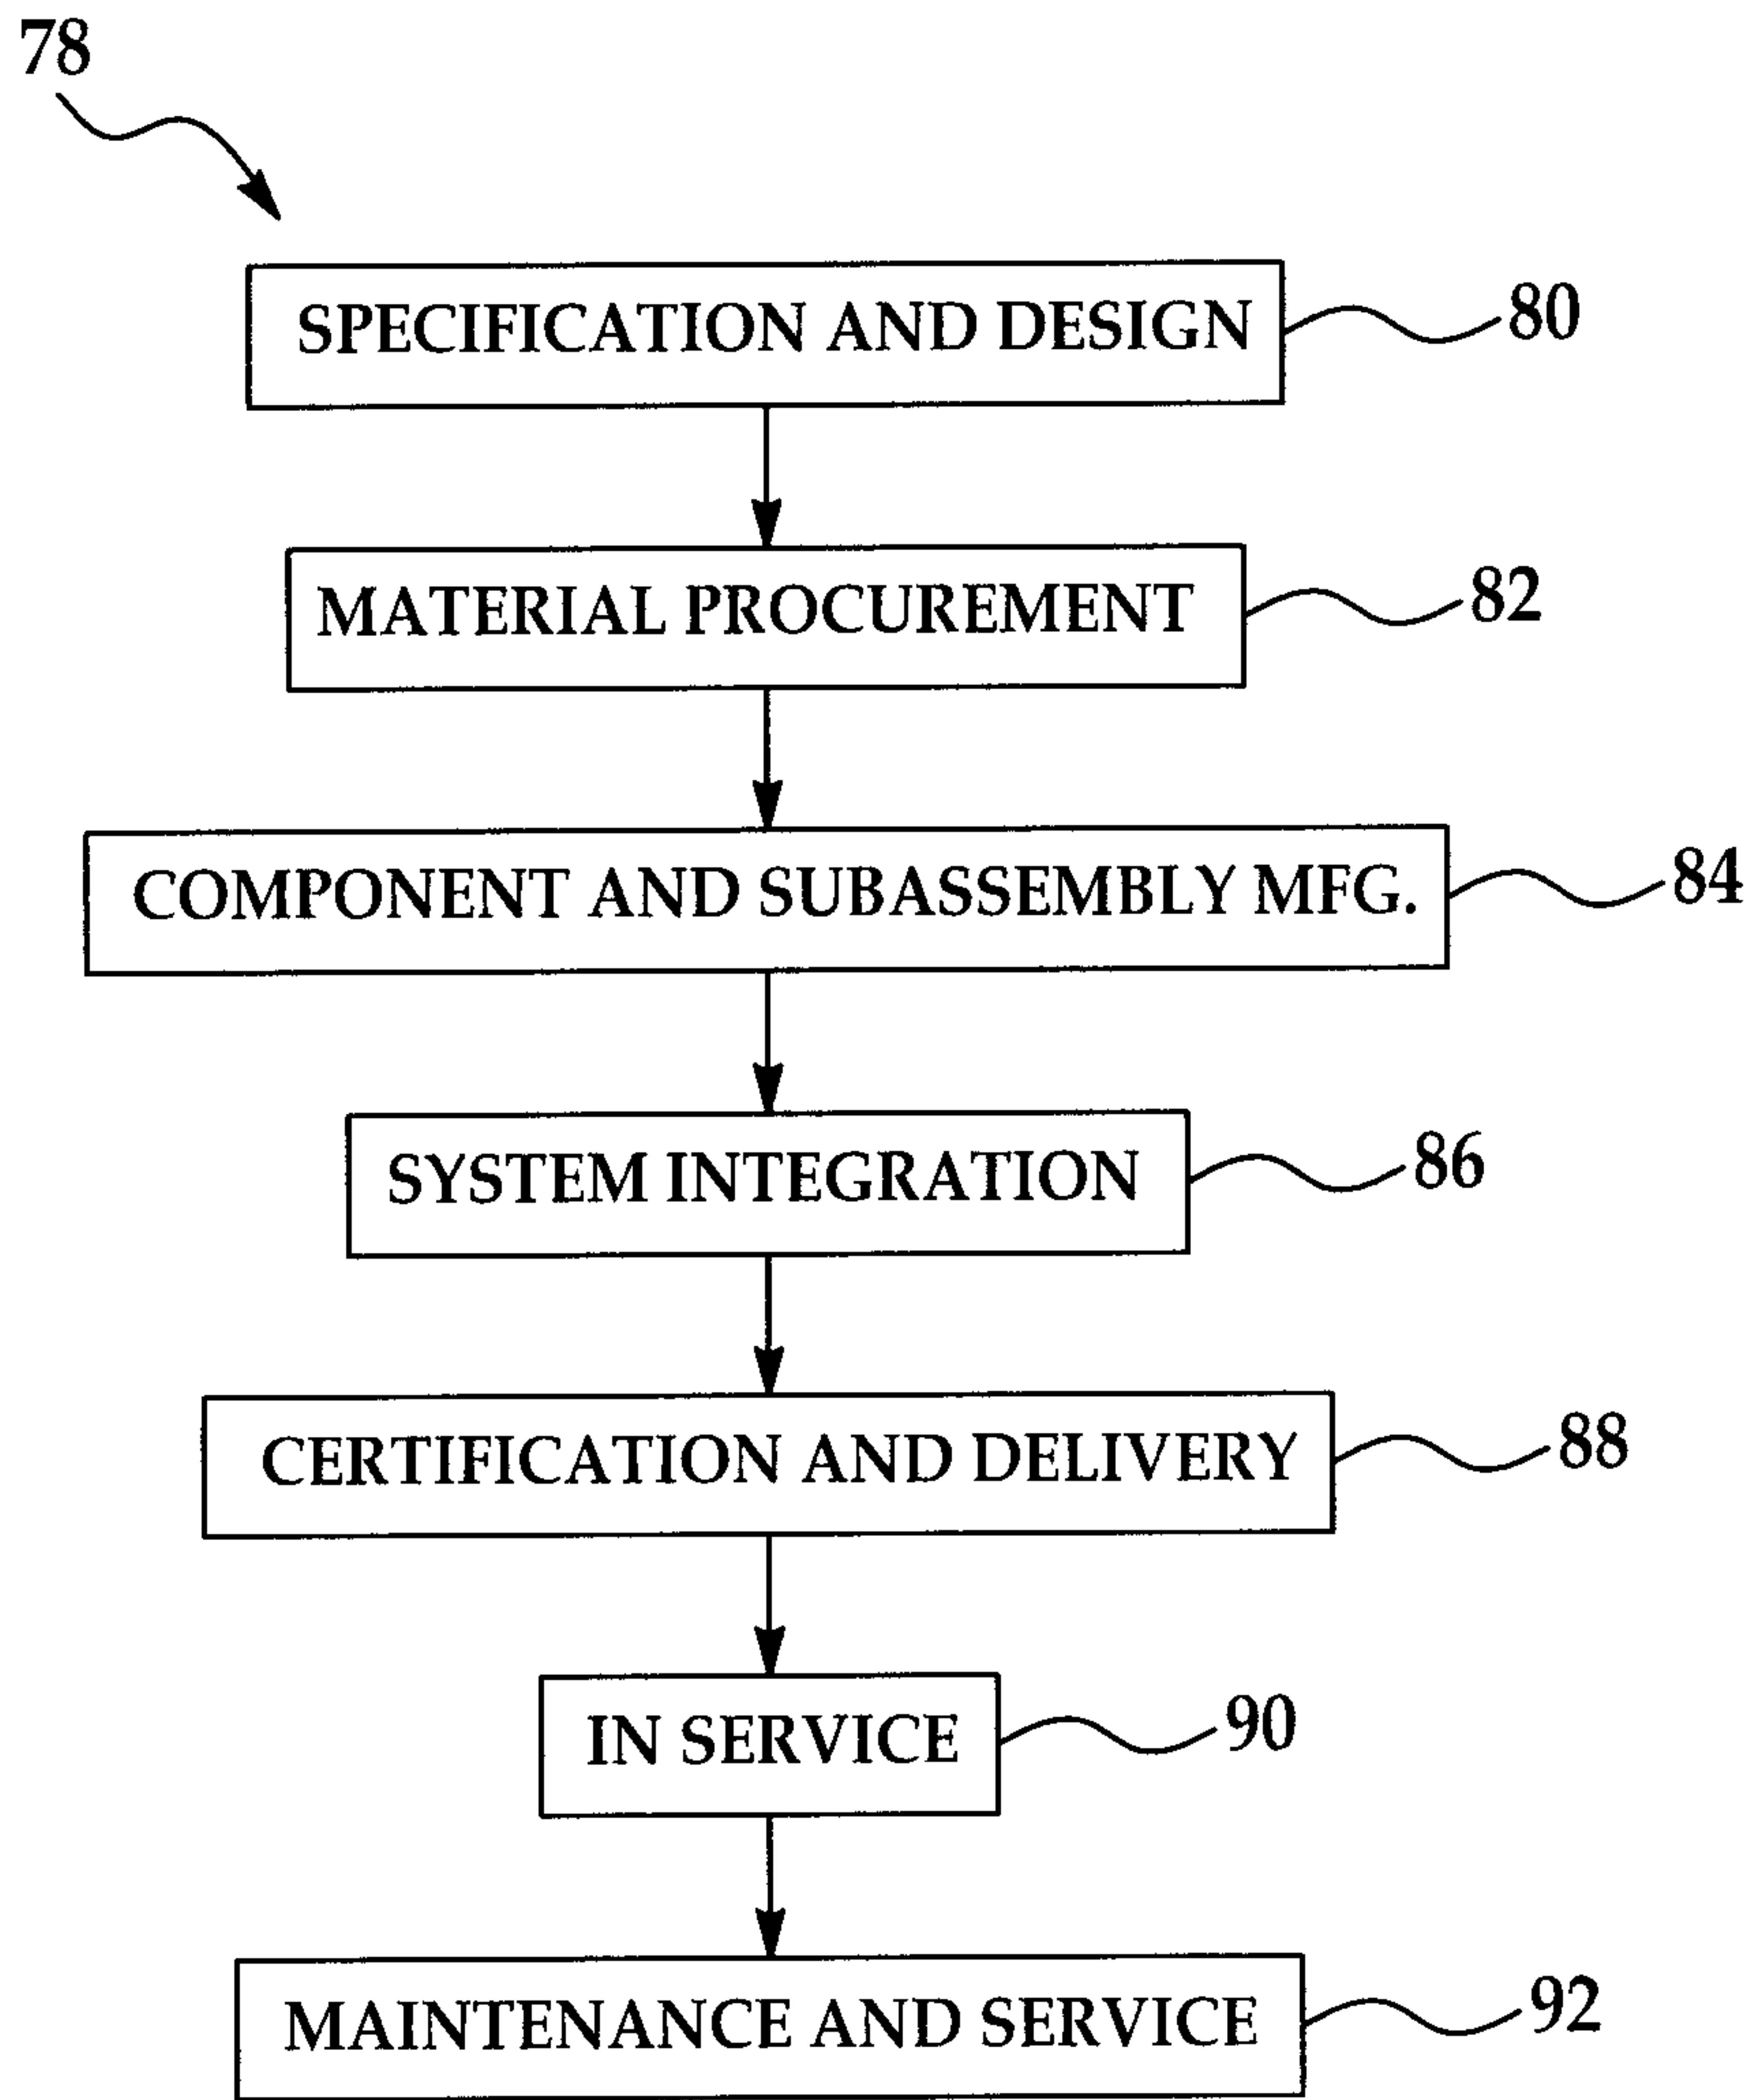 78
SPECIFICATION AND DESIGN 80
MATERIAL PROCUREMENT 82
COMPONENT AND SUBASSEMBLY MFG. 84
SYSTEM INTEGRATION 86
CERTIFICATION AND DELIVERY 88
IN SERVICE 90
MAINTENANCE AND SERVICE 92